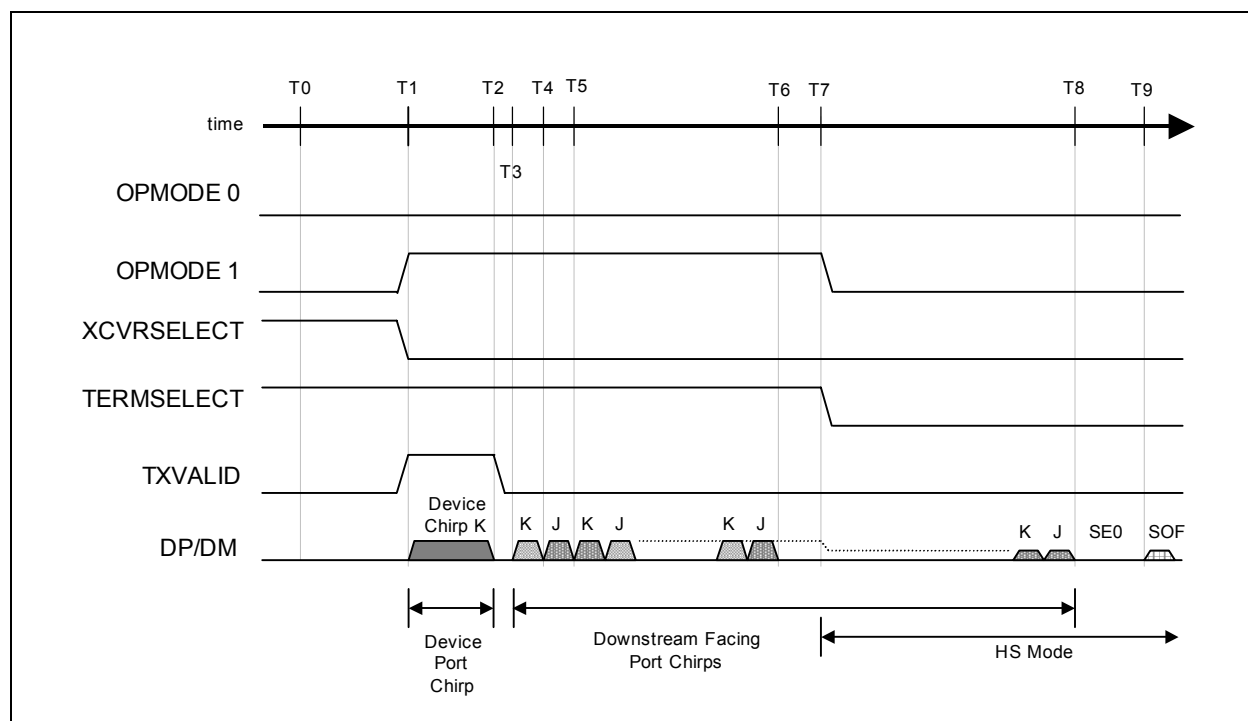 T0 T1 T2 T4 T5 T6 T7 T8 T9
time
T3
OPMODE 0
OPMODE 1
XCVRSELECT
TERMSELECT
TXVALID
Device
Chirp K
K J K J K J K J SE0 SOF
DP/DM
Device
Port
Chirp
Downstream Facing
Port Chirps
HS Mode